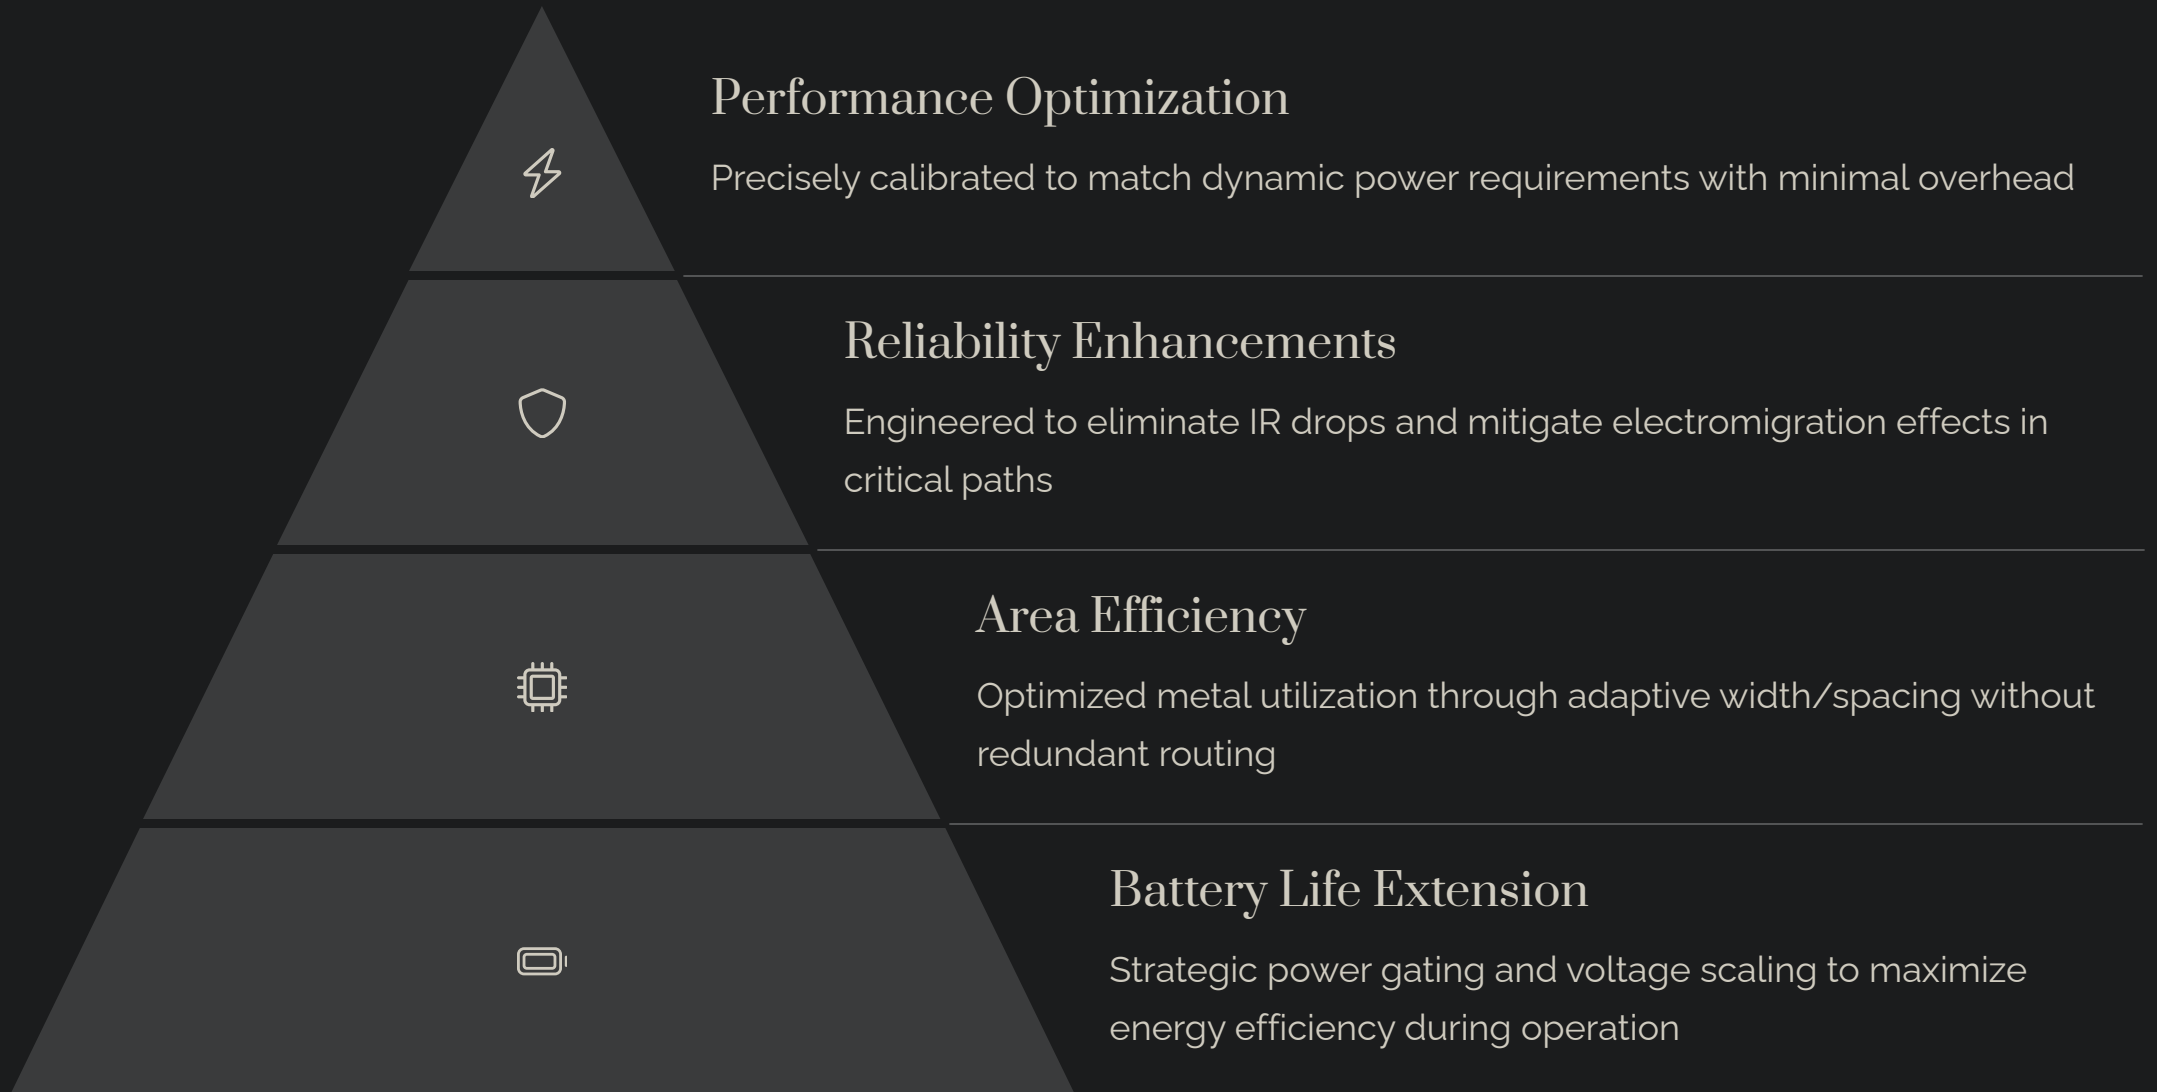 Performance Optimization
Precisely calibrated to match dynamic power requirements with minimal overhead
Reliability Enhancements
Engineered to eliminate IR drops and mitigate electromigration effects in
critical paths
Area Efficiency
Optimized metal utilization through adaptive width/spacing without
redundant routing
Battery Life Extension
Strategic power gating and voltage scaling to maximize
energy efficiency during operation